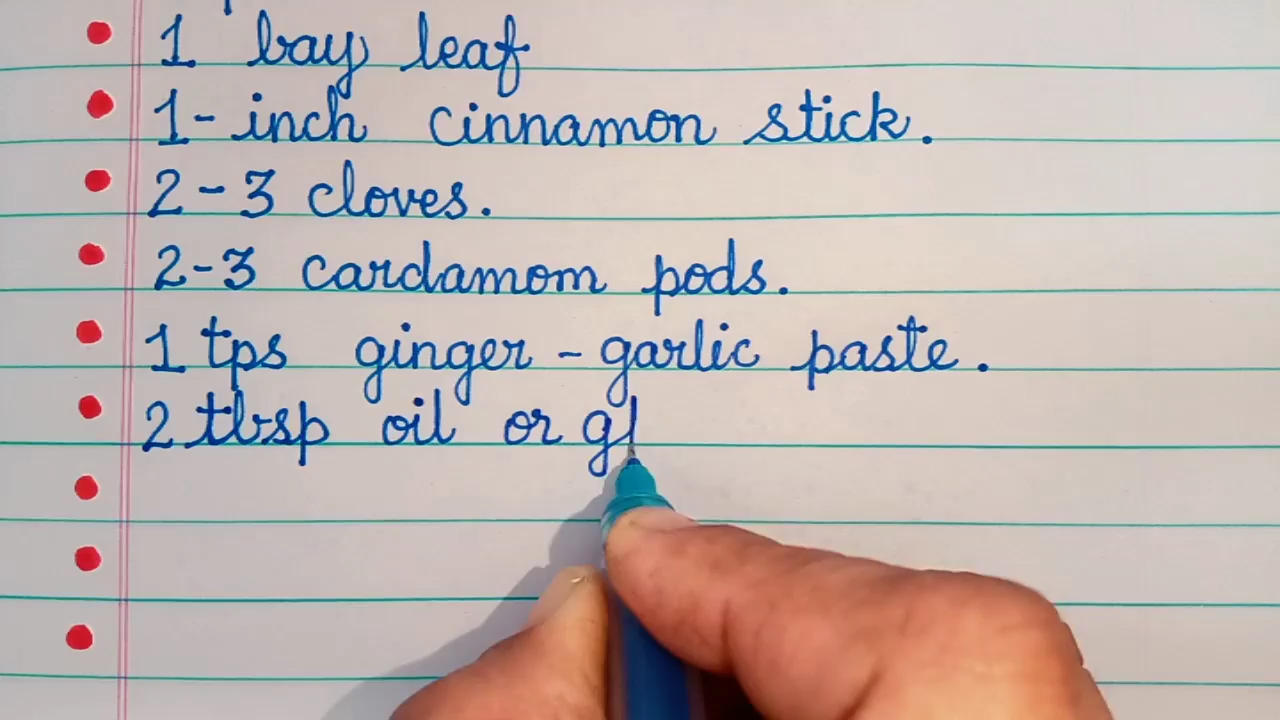 1 bay leaf
1- inch cinnamon stick.
2-3 cloves.
2-3 cardamom pods.
1 tps ginger - garlic paste.
2 tbsp oil or